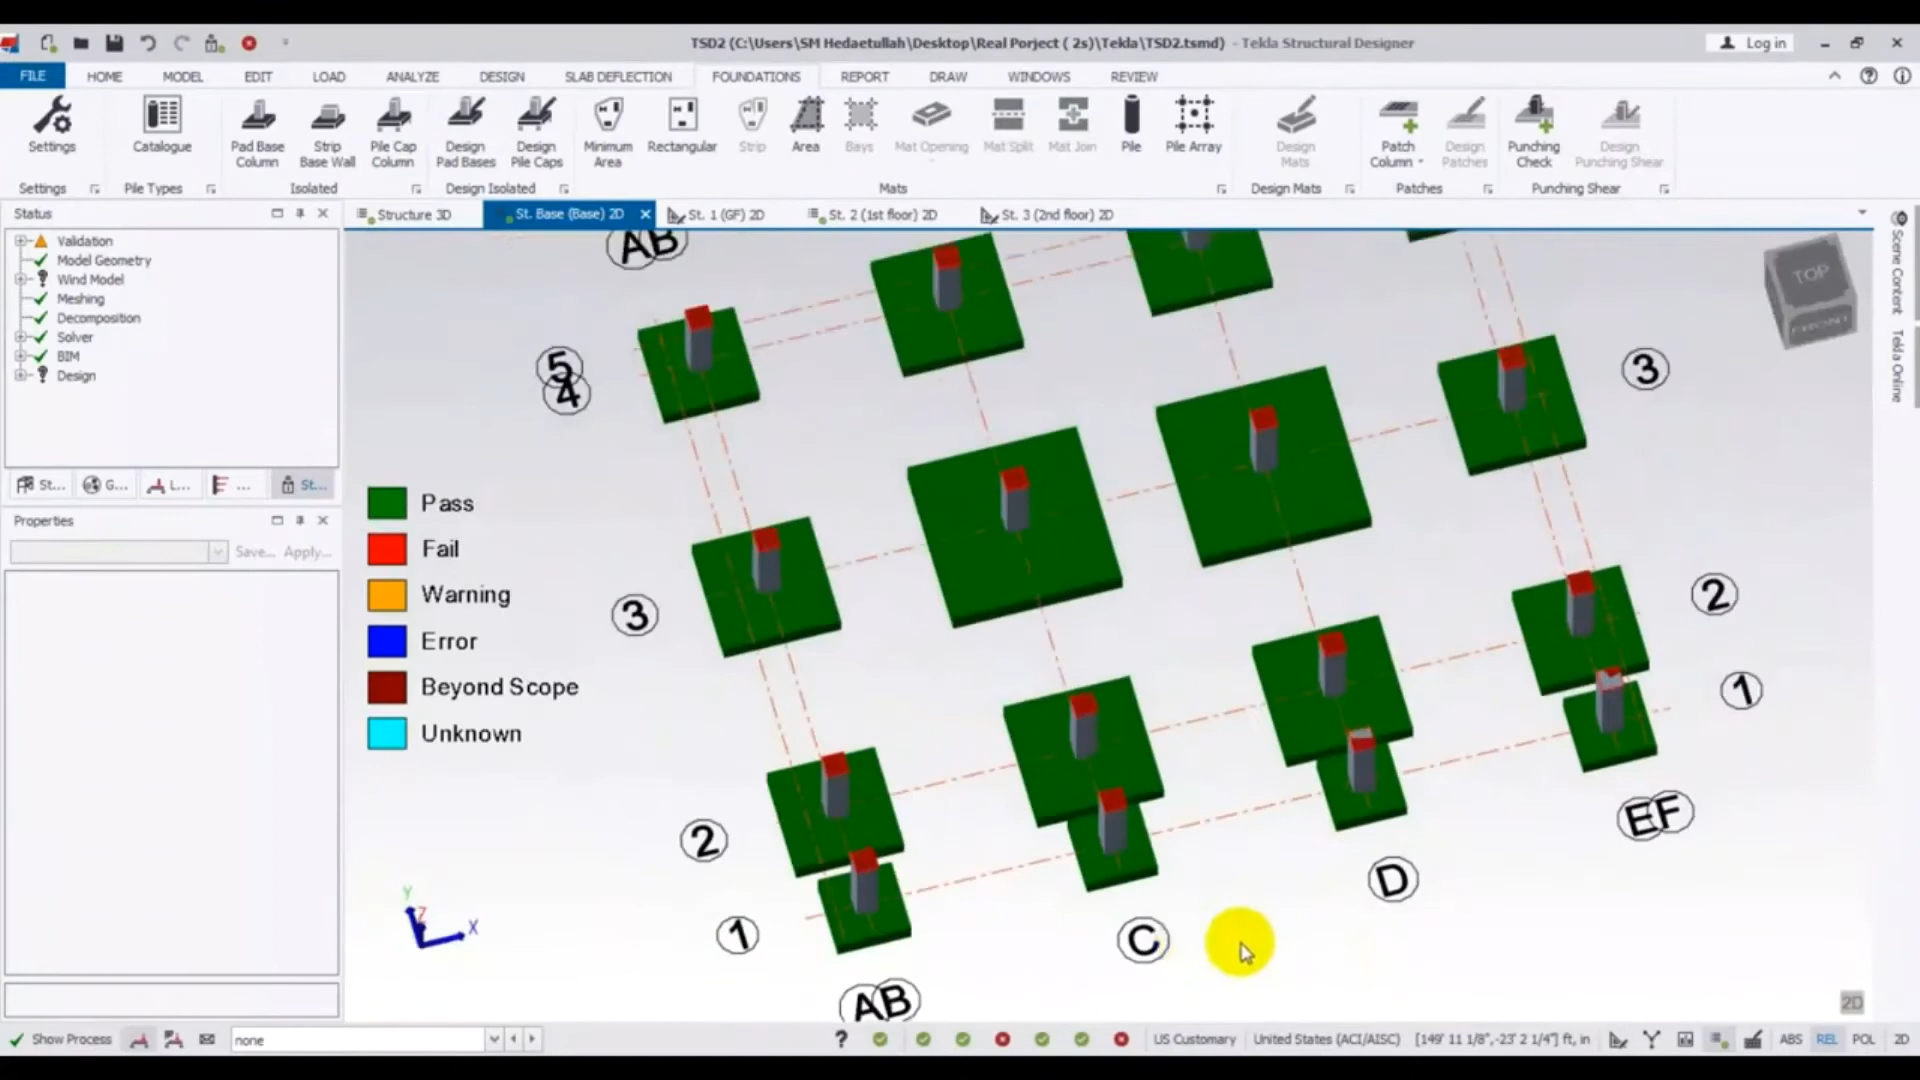 TSD2 (C:\Users\SM Hedaetullah\Desktop\Real Porject ( 2s)\Tekla\TSD2.tsmd) - Tekla Structural Designer
Log in
FILE HOME MODEL EDIT LOAD ANALYZE DESIGN SLAB DEFLECTION FOUNDATIONS REPORT DRAW WINDOWS REVIEW
Settings
Catalogue
Pad Base Column
Strip Base Wall
Pile Cap Column
Design Pad Bases
Design Pile Caps
Minimum Area
Rectangular
Strip
Area
Bays
Mat Opening
Mat Split
Mat Join
Pile
Pile Array
Design Mats
Patch Column
Design Patches
Punching Check
Design Punching Shear
Settings Pile Types Isolated Design Isolated Mats Design Mats Patches Punching Shear
Status
Structure 3D St. Base (Base) 2D St. 1 (GF) 2D St. 2 (1st floor) 2D St. 3 (2nd floor) 2D
Validation
Model Geometry
Wind Model
Meshing
Decomposition
Solver
BIM
Design
St... G... L... ... St...
Properties
Save... Apply...
Pass
Fail
Warning
Error
Beyond Scope
Unknown
AB
5
4
3
3
2
2
1
1
EF
D
C
AB
Y
Z
X
TOP
FRONT
Scene Content
Tekla Online
2D
Show Process
none
US Customary United States (ACI/AISC) [149' 11 1/8",-23' 2 1/4"] ft, in ABS REL POL 2D